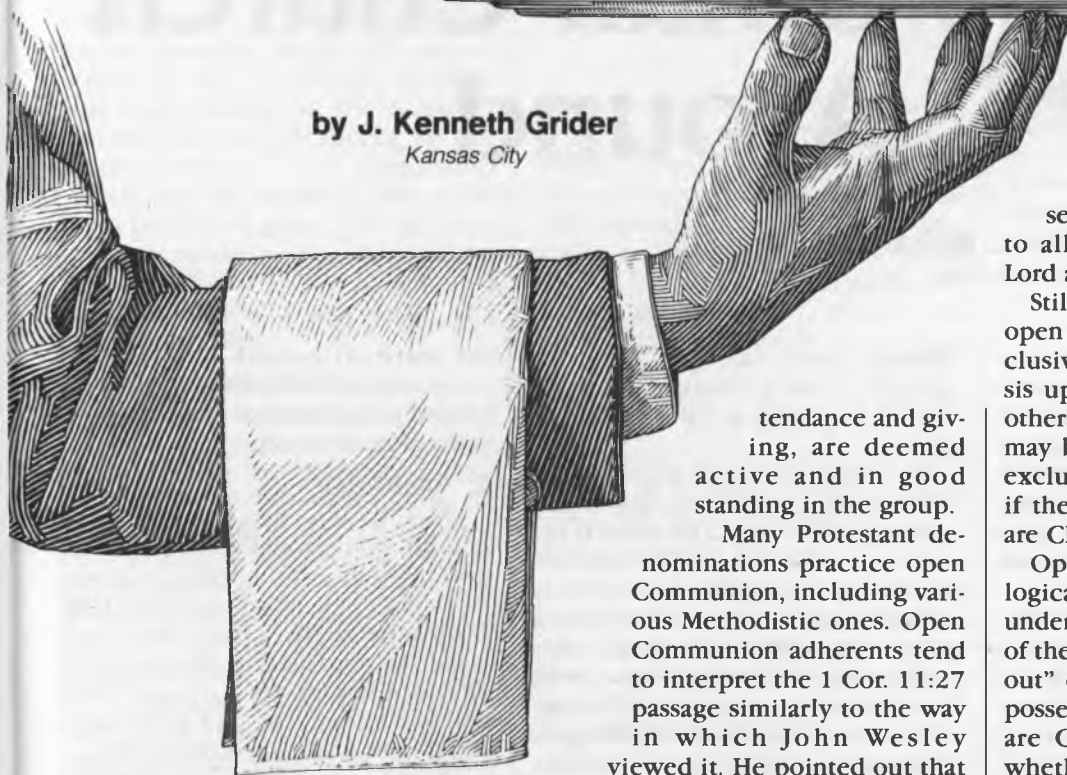 by J. Kenneth Grider
Kansas City
tendance and giv-
ing, are deemed
active and in good
standing in the group.
Many Protestant de-
nominations practice open
Communion, including vari-
ous Methodistic ones. Open
Communion adherents tend
to interpret the 1 Cor. 11:27
passage similarly to the way
in which John Wesley
viewed it. He pointed out that
se
to all
Lord a
Stil
open
clusiv
sis up
other
may b
exclu
if the
are Cl
Op
logica
under
of the
out"
posse
are C
wheth